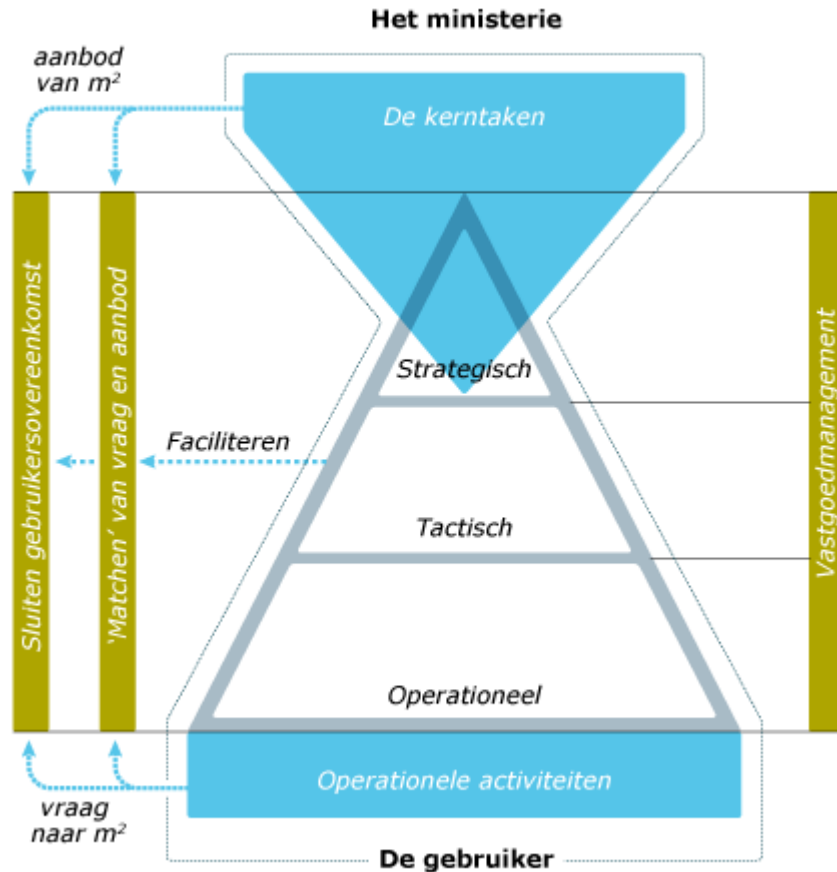 Het ministerie
aanbod
van m²
De kerntaken
Sluiten gebruikersovereenkomst
‘Matchen’ van vraag en aanbod
Vastgoedmanagement
Strategisch
Faciliteren
Tactisch
Operationeel
Operationele activiteiten
vraag
naar m²
De gebruiker